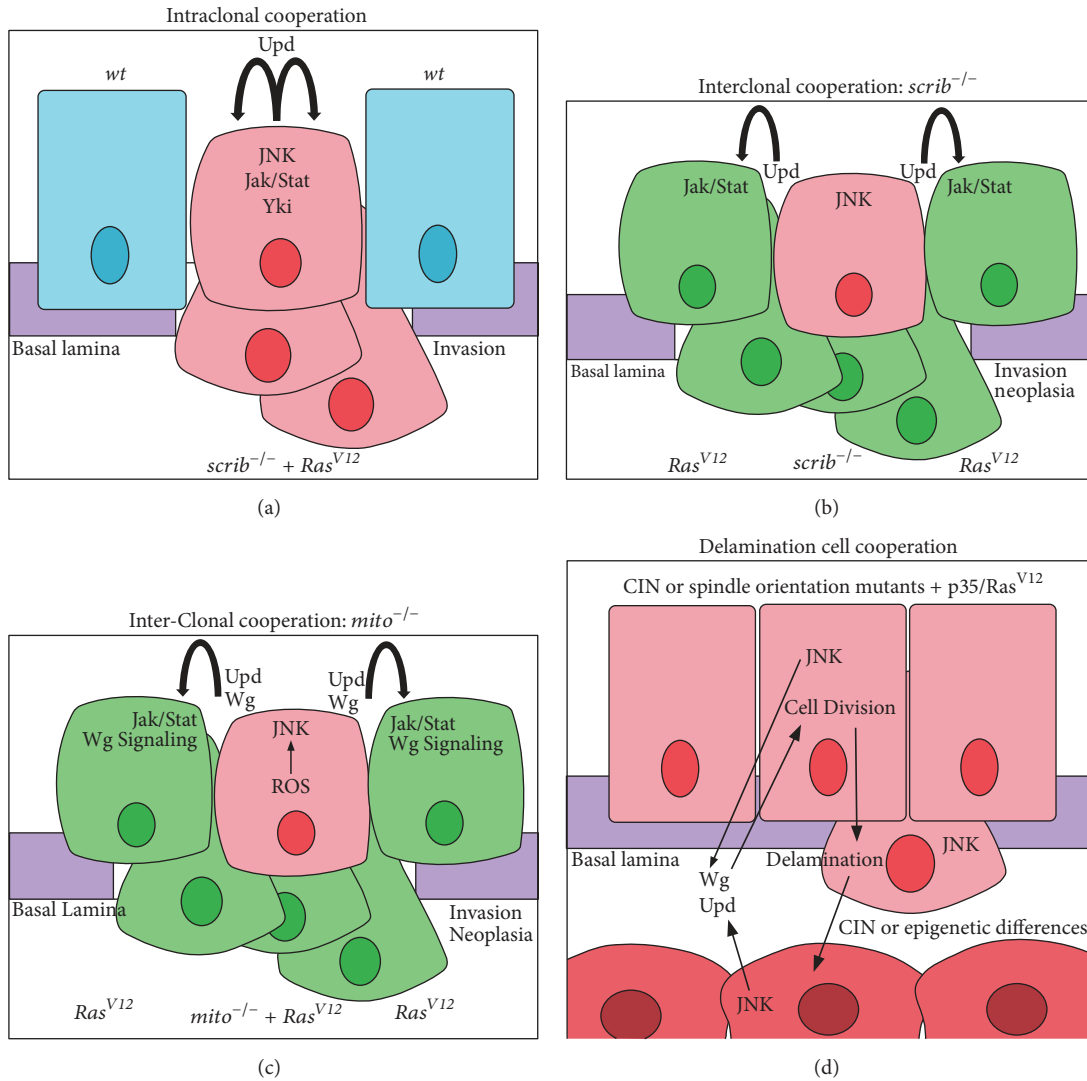 Intraclonal cooperation
Upd
wt
wt
JNK
Jak/Stat
Yki
Basal lamina
Invasion
scrib−/− + RasV12
(a)
Interclonal cooperation: scrib−/−
Upd
Upd
Jak/Stat
JNK
Jak/Stat
Basal lamina
Invasion
neoplasia
RasV12
scrib−/−
RasV12
(b)
Inter-Clonal cooperation: mito−/−
Upd
Wg
Upd
Wg
Jak/Stat
Wg Signaling
JNK
ROS
Jak/Stat
Wg Signaling
Basal Lamina
Invasion
Neoplasia
RasV12
mito−/− + RasV12
RasV12
(c)
Delamination cell cooperation
CIN or spindle orientation mutants + p35/RasV12
JNK
Cell Division
Basal lamina
Delamination
JNK
Wg
Upd
CIN or epigenetic differences
JNK
(d)